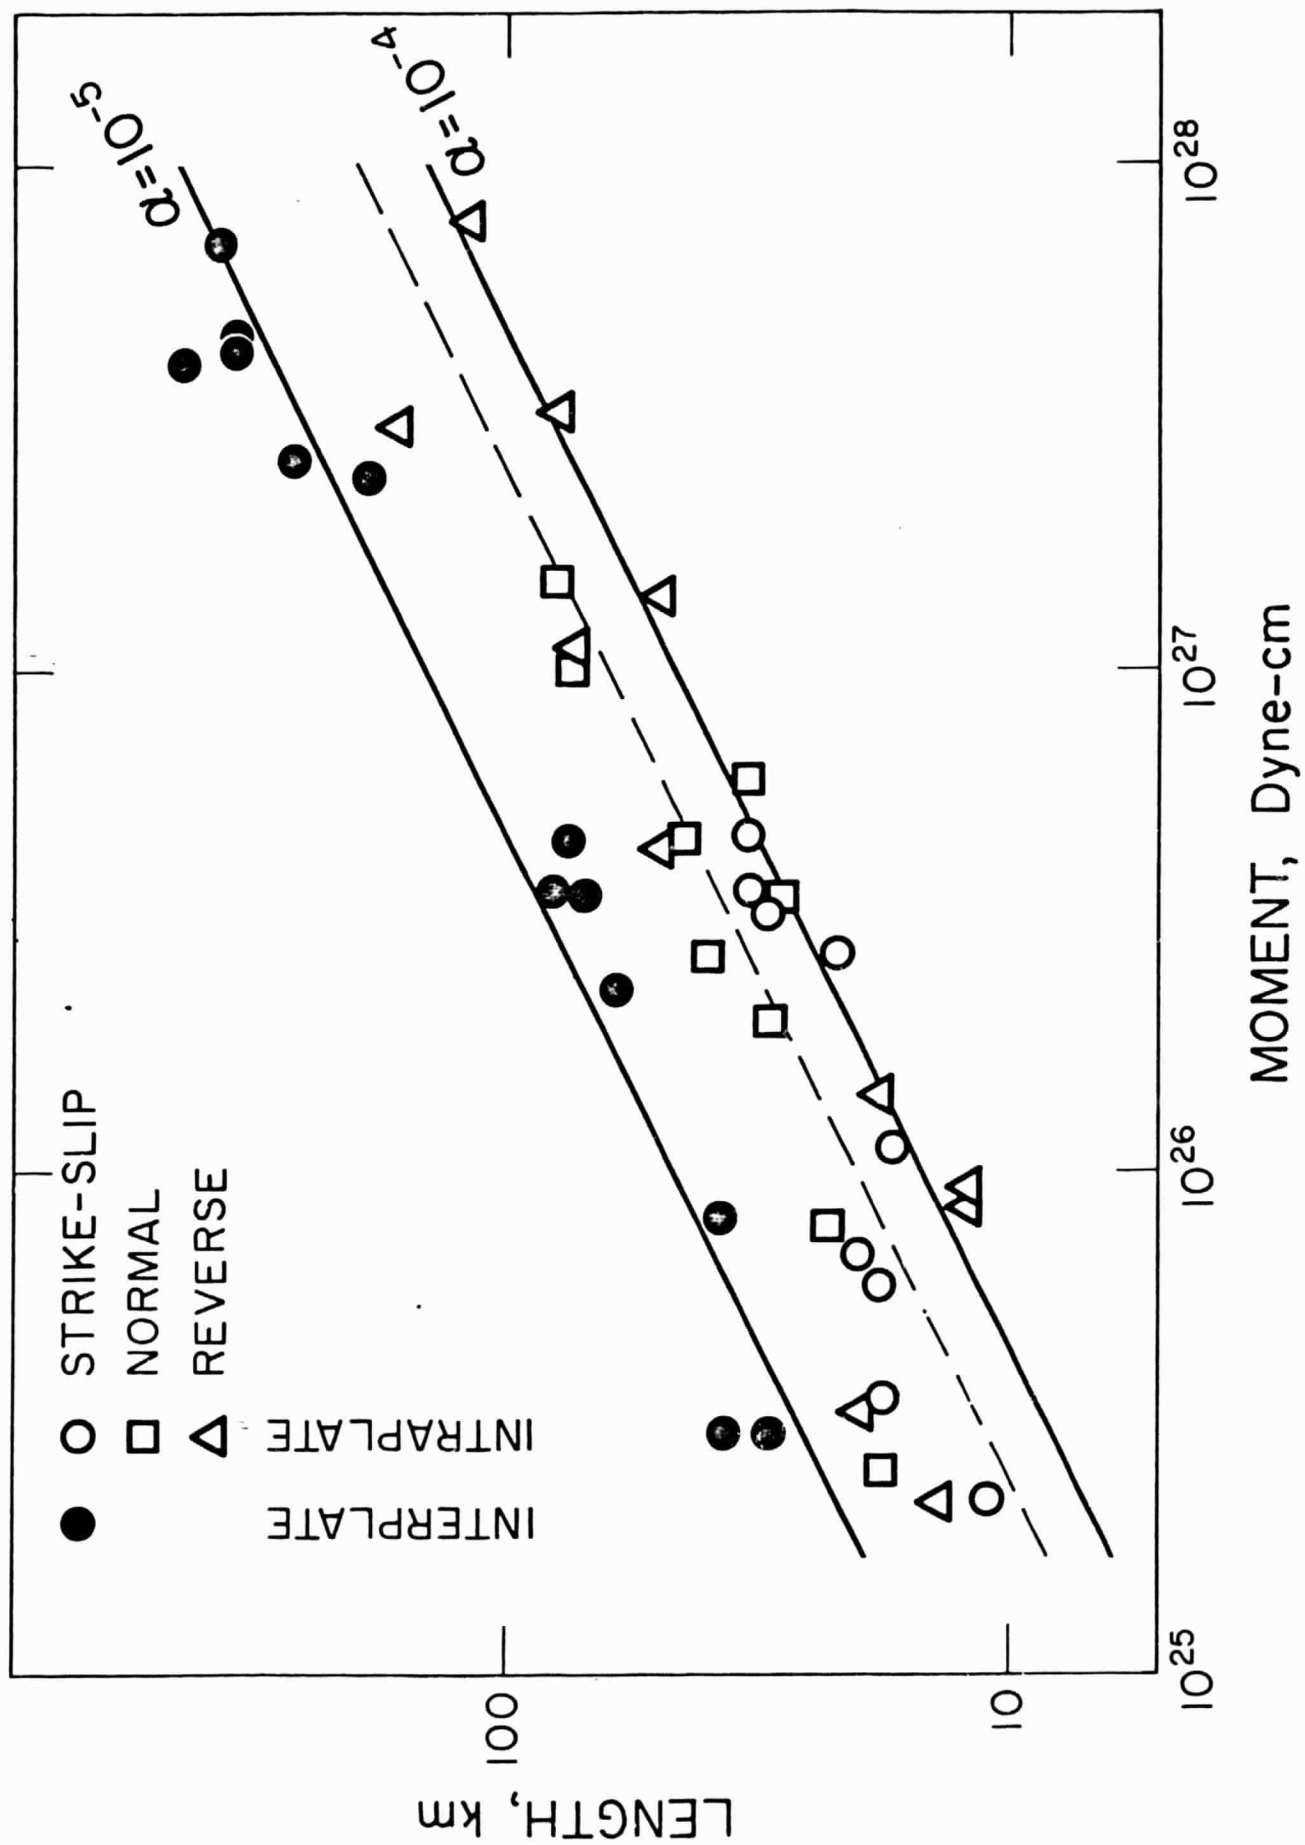 STRIKE-SLIP
NORMAL
REVERSE
INTERPLATE
INTRAPLATE
α=10⁻⁵
α=10⁻⁴
LENGTH, km
100
10
10²⁵
10²⁶
10²⁷
10²⁸
MOMENT, Dyne-cm